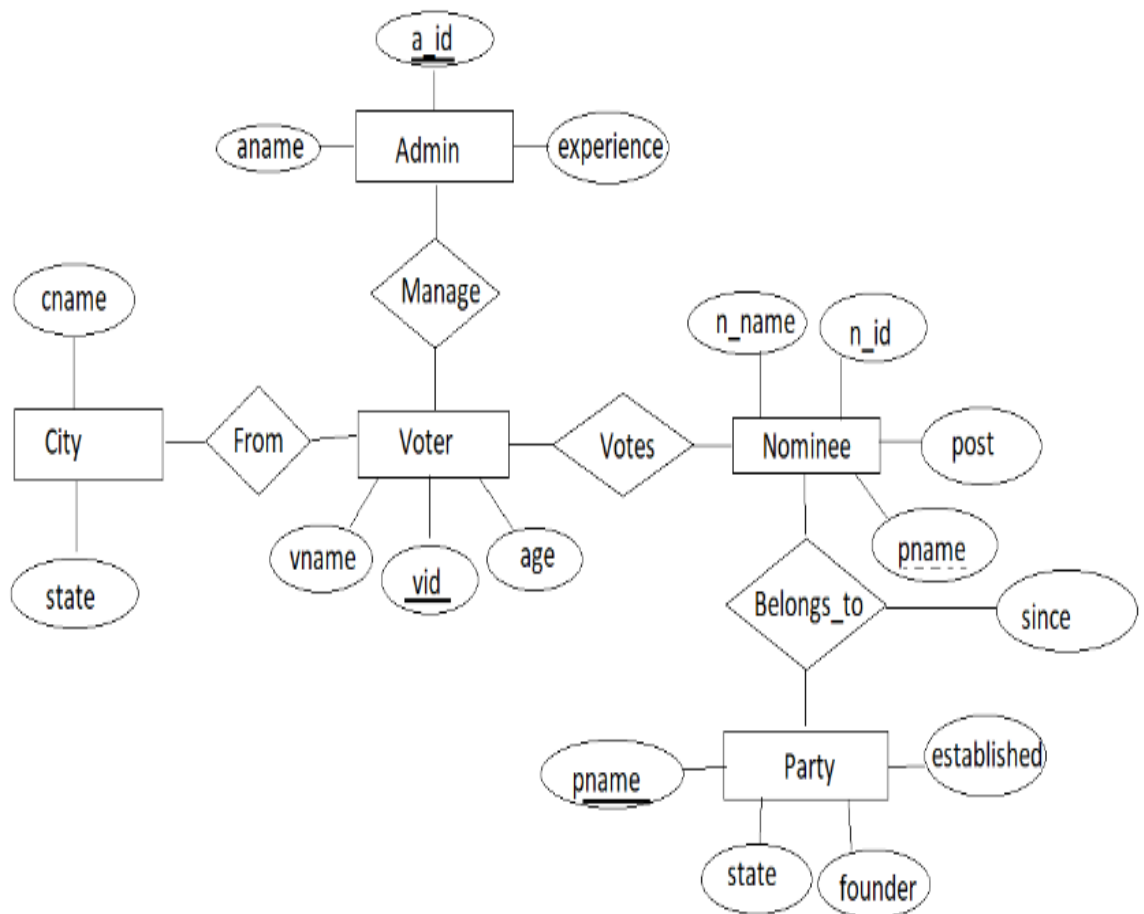 a_id
aname
Admin
experience
Manage
cname
n_name
n_id
City
From
Voter
Votes
Nominee
post
vname
vid
age
pname
state
Belongs_to
since
pname
Party
established
state
founder